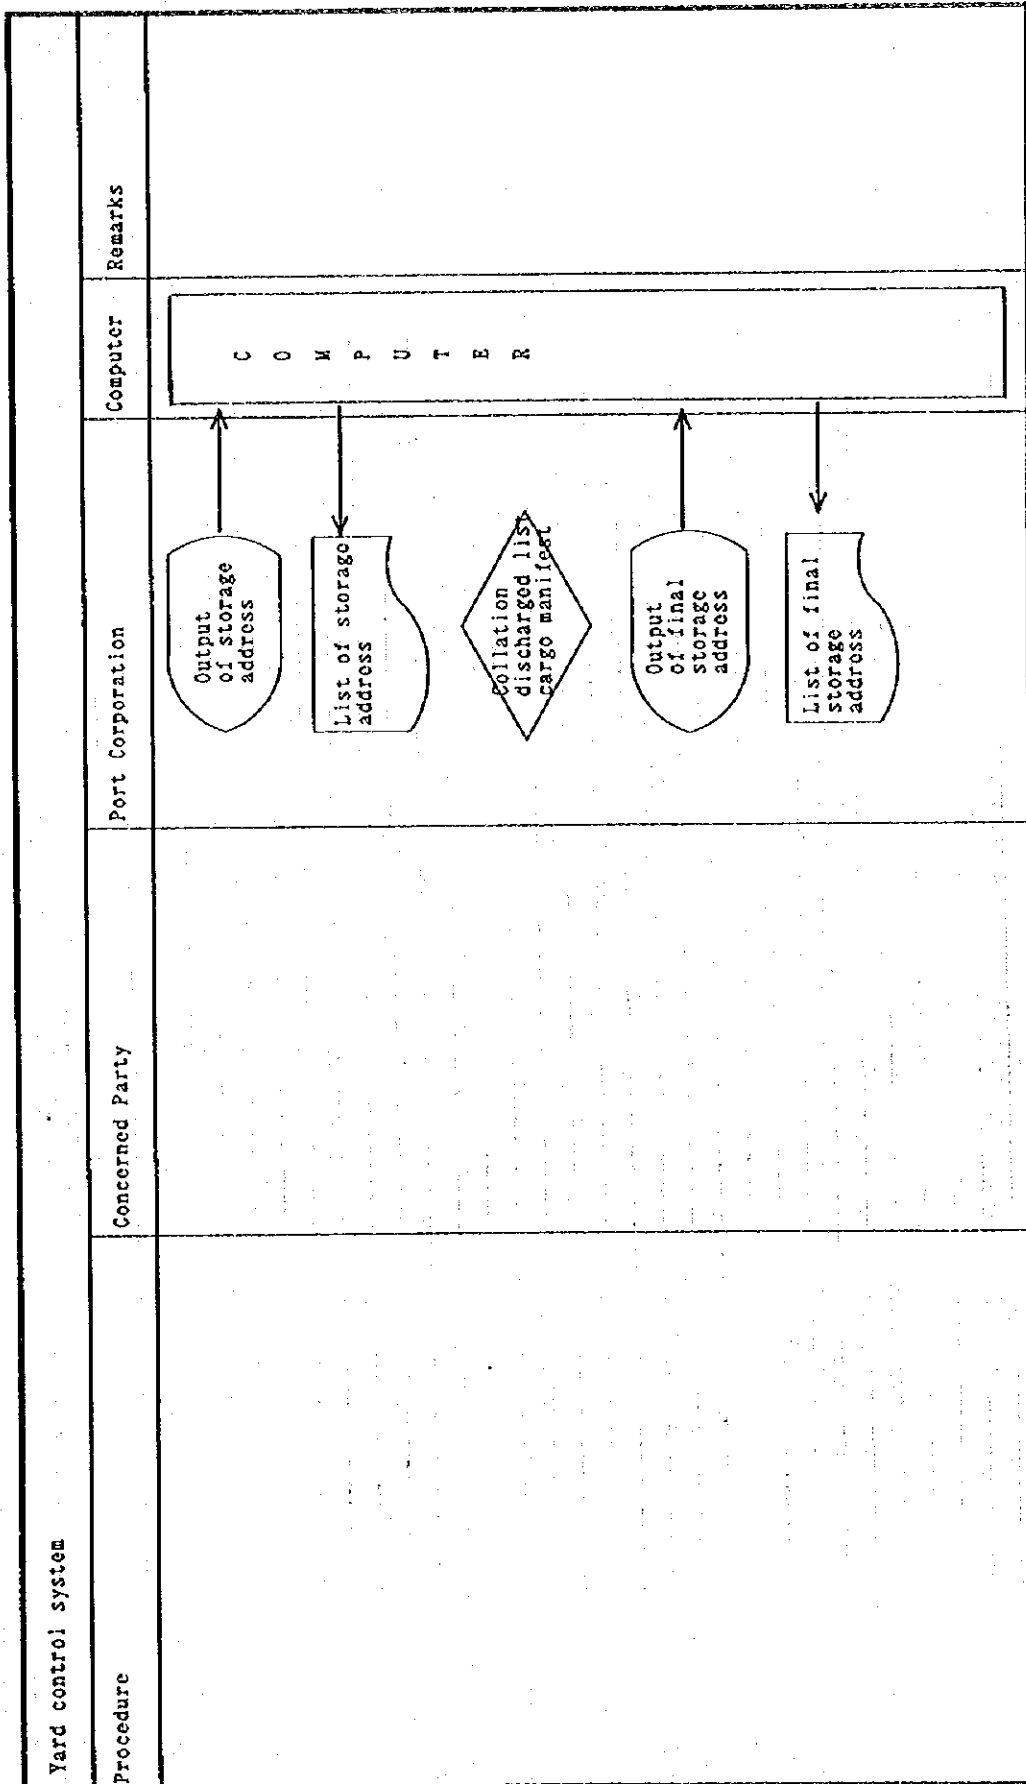 Yard control system
Procedure
Concerned Party
Port Corporation
Computer
Remarks
Output
of storage
address
List of storage
address
Collation
discharged list
cargo manifest
Output
of final
storage
address
List of final
storage
address
C O M P U T E R